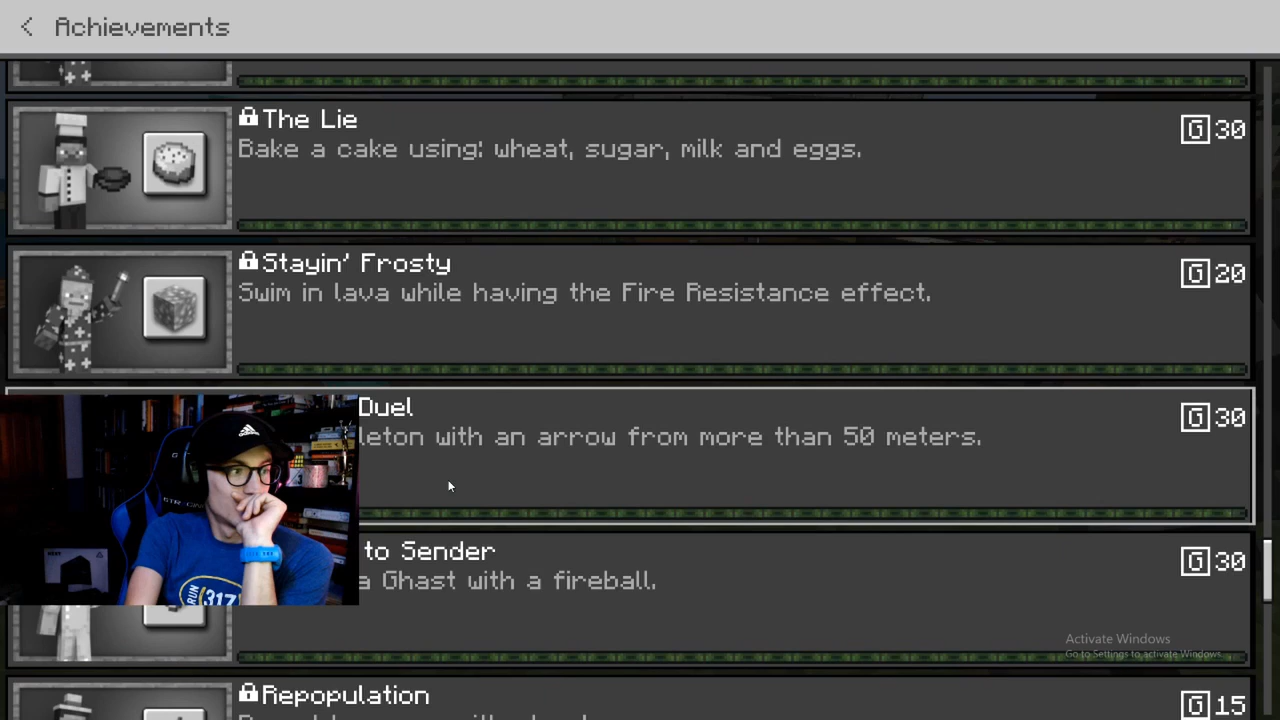 Achievements
The Lie
G 30
Bake a cake using: wheat, sugar, milk and eggs.
Stayin' Frosty
G 20
Swim in lava while having the Fire Resistance effect.
Duel
G 30
leton with an arrow from more than 50 meters.
to Sender
G 30
a Ghast with a fireball.
RUN
317
Activate Windows
Go to Settings to activate Windows.
Repopulation
G 15